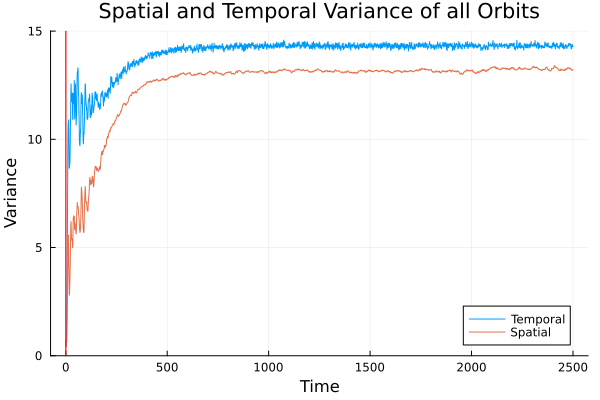 Spatial and Temporal Variance of all Orbits
15
10
5
0
Variance
0 500 1000 1500 2000 2500
Time
Temporal
Spatial